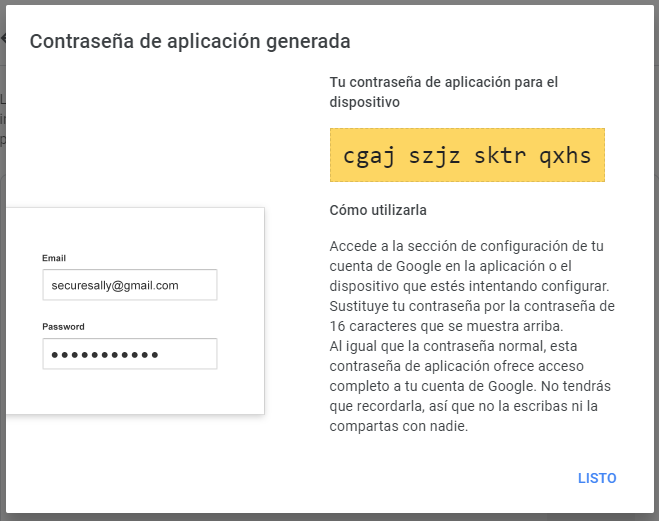 Contraseña de aplicación generada
Tu contraseña de aplicación para el
dispositivo
cgaj szjz sktr qxhs
Cómo utilizarla
Email
securesally@gmail.com
Password
Accede a la sección de configuración de tu
cuenta de Google en la aplicación o el
dispositivo que estés intentando configurar.
Sustituye tu contraseña por la contraseña de
16 caracteres que se muestra arriba.
Al igual que la contraseña normal, esta
contraseña de aplicación ofrece acceso
completo a tu cuenta de Google. No tendrás
que recordarla, así que no la escribas ni la
compartas con nadie.
LISTO